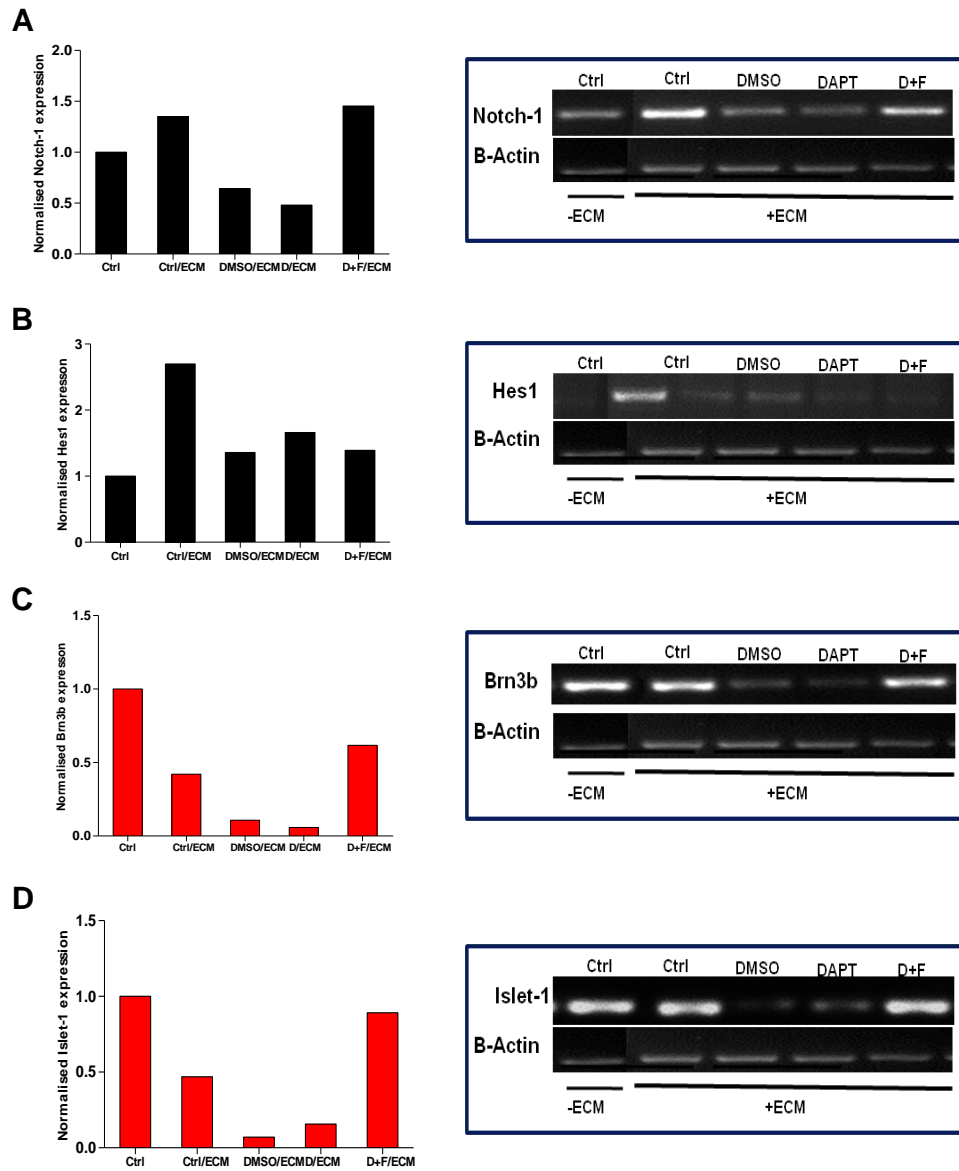 A
Normalised Notch-1 expression
2.0
1.5
1.0
0.5
0.0
Ctrl
Ctrl/ECM
DMSO/ECM
D/ECM
D+F/ECM
Ctrl
Ctrl
DMSO
DAPT
D+F
Notch-1
B-Actin
-ECM
+ECM
B
Normalised Hes1 expression
3
2
1
0
Ctrl
Ctrl/ECM
DMSO/ECM
D/ECM
D+F/ECM
Ctrl
Ctrl
DMSO
DAPT
D+F
Hes1
B-Actin
-ECM
+ECM
C
Normalised Brn3b expression
1.5
1.0
0.5
0.0
Ctrl
Ctrl/ECM
DMSO/ECM
D/ECM
D+F/ECM
Ctrl
Ctrl
DMSO
DAPT
D+F
Brn3b
B-Actin
-ECM
+ECM
D
Normalised Islet-1 expression
1.5
1.0
0.5
0.0
Ctrl
Ctrl/ECM
DMSO/ECM
D/ECM
D+F/ECM
Ctrl
Ctrl
DMSO
DAPT
D+F
Islet-1
B-Actin
-ECM
+ECM